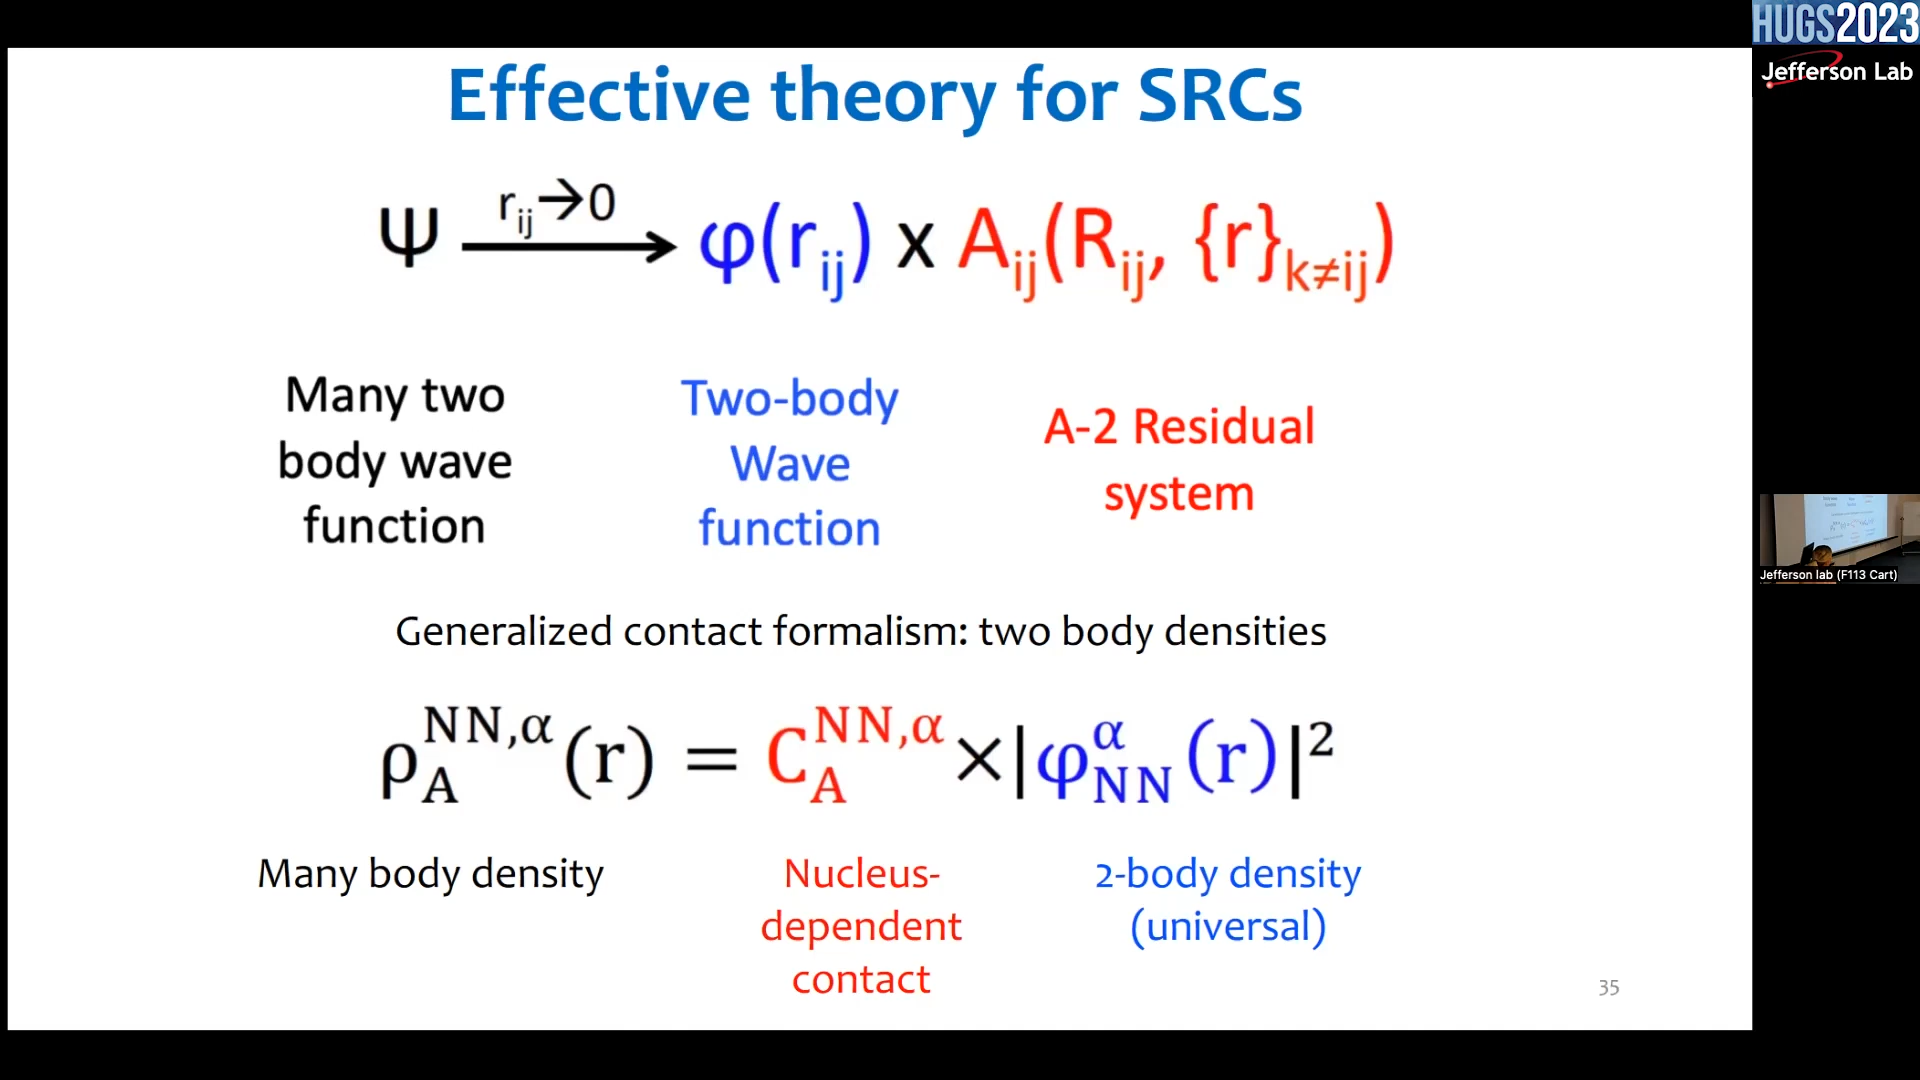 HUGS2023
Jefferson Lab
Effective theory for SRCs
Ψ r_ij→0 φ(r_ij) x A_ij(R_ij, {r}_k≠ij)
Many two
body wave
function
Two-body
Wave
function
A-2 Residual
system
Generalized contact formalism: two body densities
ρ_A^NN,α(r) = C_A^NN,α×|φ_NN^α(r)|²
Many body density
Nucleus-
dependent
contact
2-body density
(universal)
35
Jefferson lab (F113 Cart)